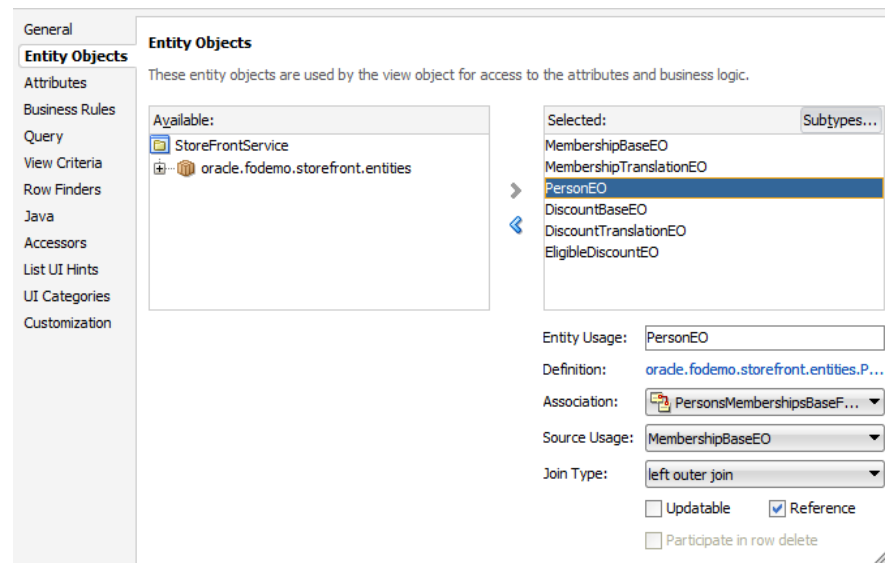 General
Entity Objects
Attributes
Business Rules
Query
View Criteria
Row Finders
Java
Accessors
List UI Hints
UI Categories
Customization
Entity Objects
These entity objects are used by the view object for access to the attributes and business logic.
Available:
StoreFrontService
oracle.fodemo.storefront.entities
Selected:
Subtypes...
MembershipBaseEO
MembershipTranslationEO
PersonEO
DiscountBaseEO
DiscountTranslationEO
EligibleDiscountEO
Entity Usage: PersonEO
Definition: oracle.fodemo.storefront.entities.P...
Association: PersonsMembershipsBaseF...
Source Usage: MembershipBaseEO
Join Type: left outer join
Updatable Reference
Participate in row delete